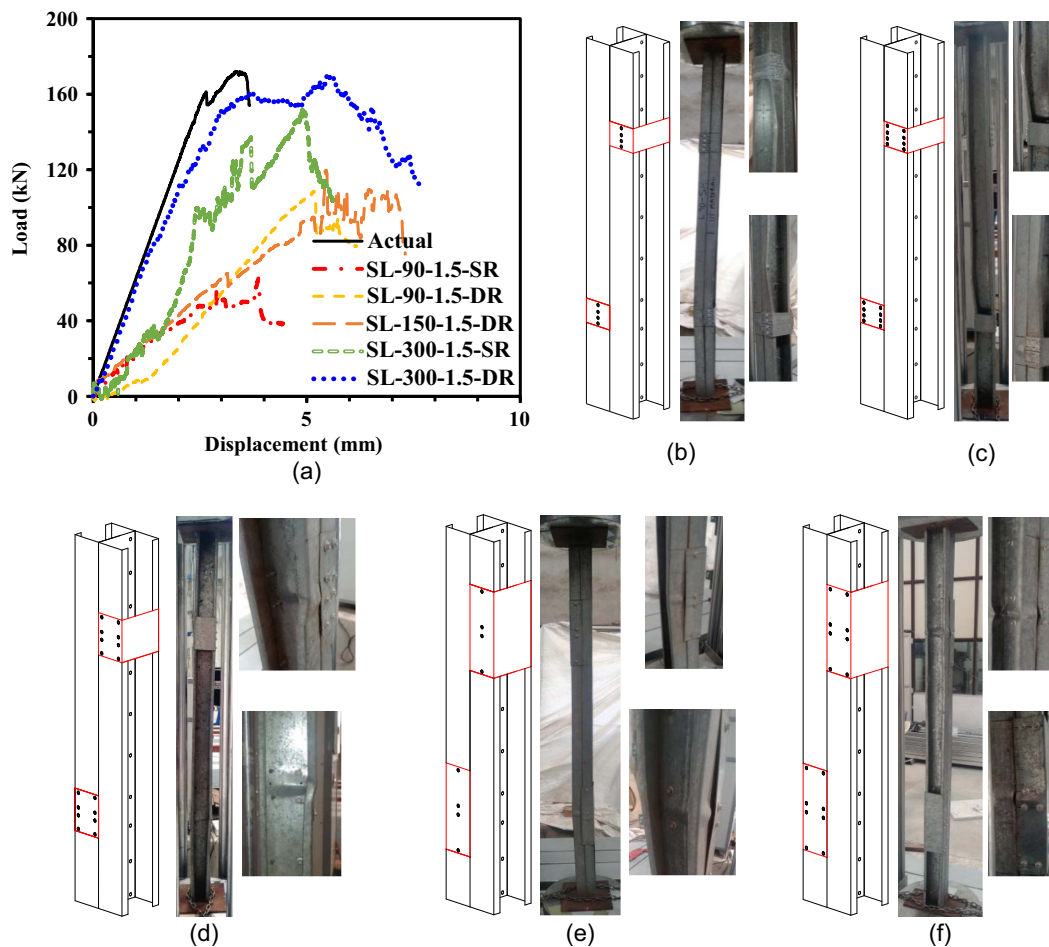 200
160
120
80
40
0
Load (kN)
0
5
10
Displacement (mm)
Actual
SL-90-1.5-SR
SL-90-1.5-DR
SL-150-1.5-DR
SL-300-1.5-SR
SL-300-1.5-DR
(a)
(b)
(c)
(d)
(e)
(f)